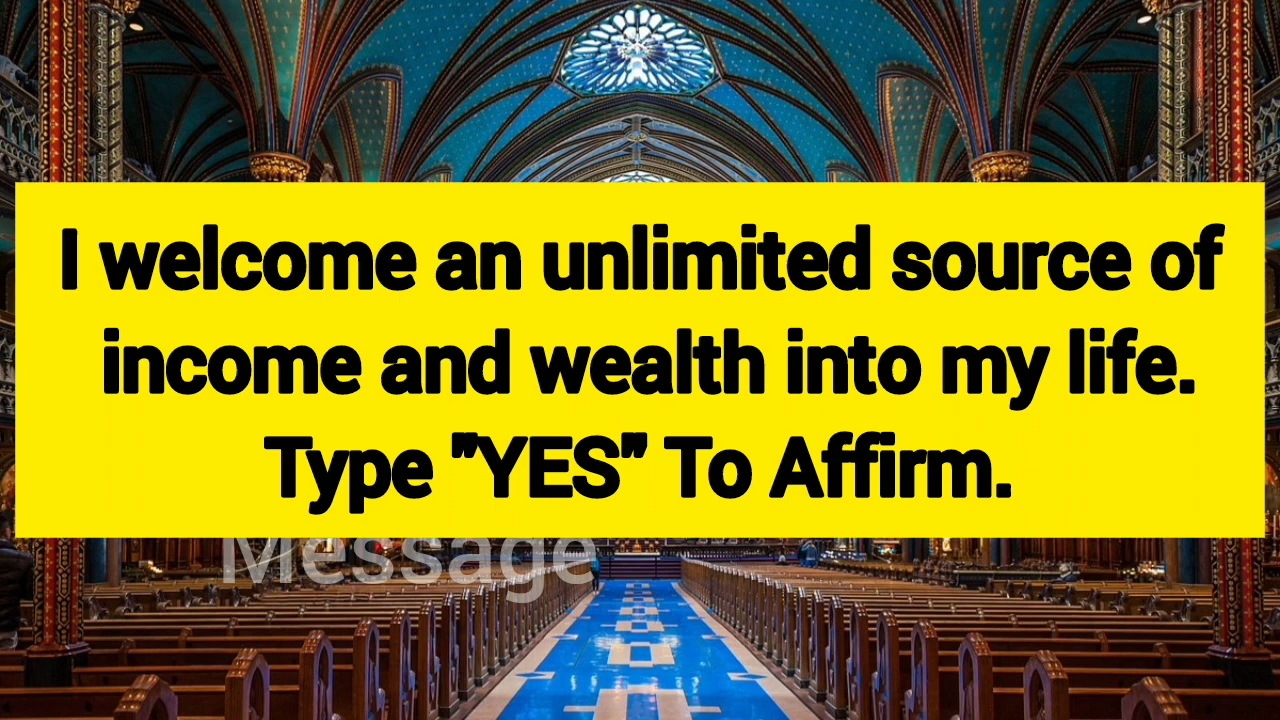 I welcome an unlimited source of
income and wealth into my life.
Type "YES" To Affirm.
Message